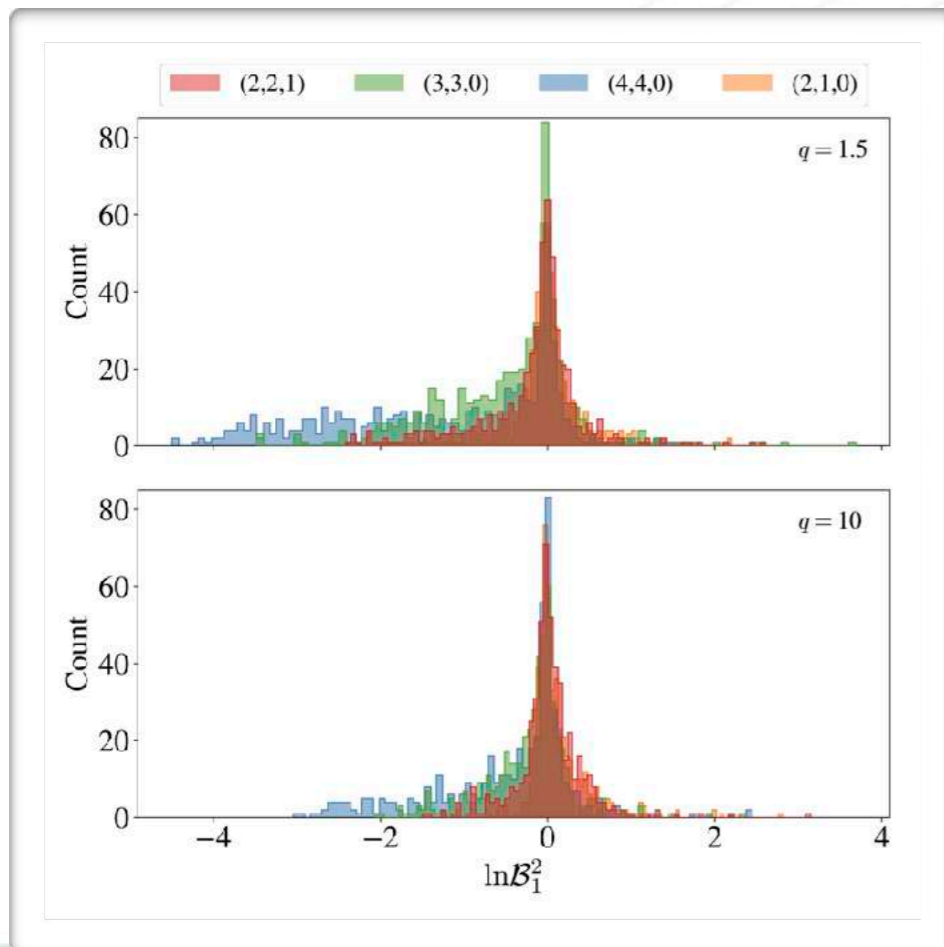 (2,2,1) (3,3,0) (4,4,0) (2,1,0)
q = 1.5
80
60
40
20
0
Count
q = 10
80
60
40
20
0
Count
−4 −2 0 2 4
lnℬ₁²